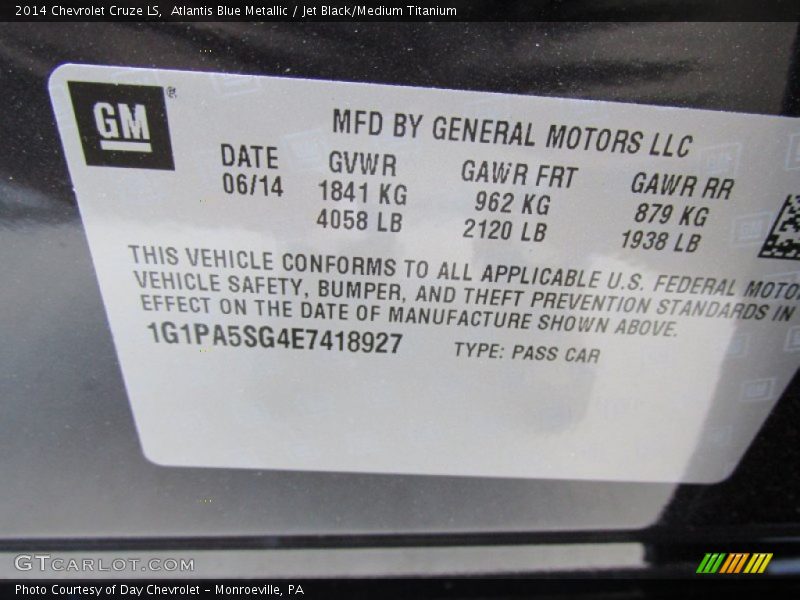 2014 Chevrolet Cruze LS,  Atlantis Blue Metallic / Jet Black/Medium Titanium
GM®
MFD BY GENERAL MOTORS LLC
DATE GVWR GAWR FRT GAWR RR
06/14 1841 KG 962 KG 879 KG
4058 LB 2120 LB 1938 LB
THIS VEHICLE CONFORMS TO ALL APPLICABLE U.S. FEDERAL MOTO
VEHICLE SAFETY, BUMPER, AND THEFT PREVENTION STANDARDS IN
EFFECT ON THE DATE OF MANUFACTURE SHOWN ABOVE.
1G1PA5SG4E7418927 TYPE: PASS CAR
GTCARLOT.COM
Photo Courtesy of Day Chevrolet - Monroeville, PA